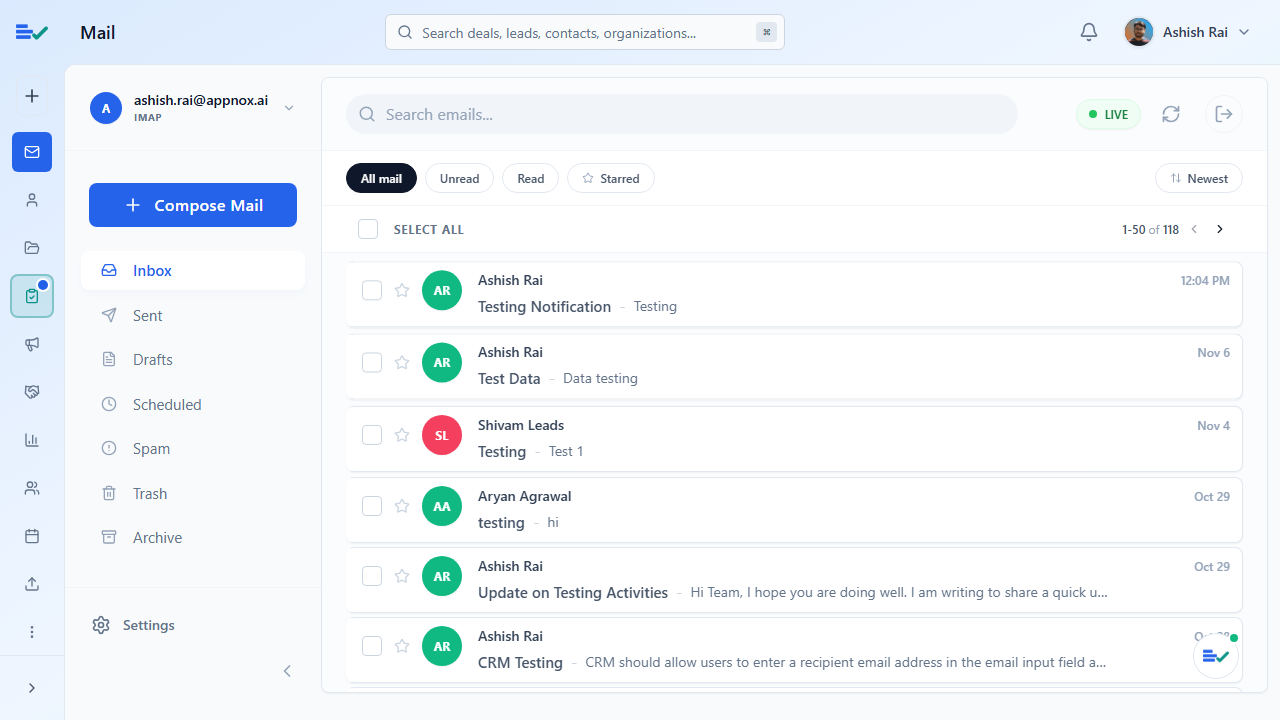 Mail
Search deals, leads, contacts, organizations...
⌘
Ashish Rai
A
ashish.rai@appnox.ai
IMAP
Search emails...
LIVE
All mail
Unread
Read
Starred
Newest
Compose Mail
SELECT ALL
1-50 of 118
Inbox
Sent
Drafts
Scheduled
Spam
Trash
Archive
Settings
AR
Ashish Rai
12:04 PM
Testing Notification - Testing
AR
Ashish Rai
Nov 6
Test Data - Data testing
SL
Shivam Leads
Nov 4
Testing - Test 1
AA
Aryan Agrawal
Oct 29
testing - hi
AR
Ashish Rai
Oct 29
Update on Testing Activities - Hi Team, I hope you are doing well. I am writing to share a quick u...
AR
Ashish Rai
CRM Testing - CRM should allow users to enter a recipient email address in the email input field a...